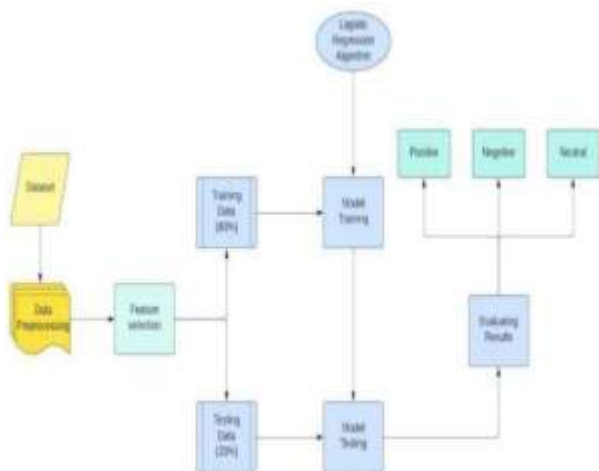 Logistic
Regression
Algorithm
Positive
Negative
Neutral
Dataset
Training
Data
(80%)
Model
Training
Data
Preprocessing
Feature
selection
Evaluating
Results
Testing
Data
(20%)
Model
Testing